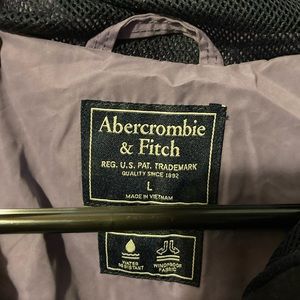 Abercrombie
& Fitch
REG. U.S. PAT. TRADEMARK
QUALITY SINCE 1892
L
MADE IN VIETNAM
WATER
RESISTANT
WINDPROOF
FABRIC